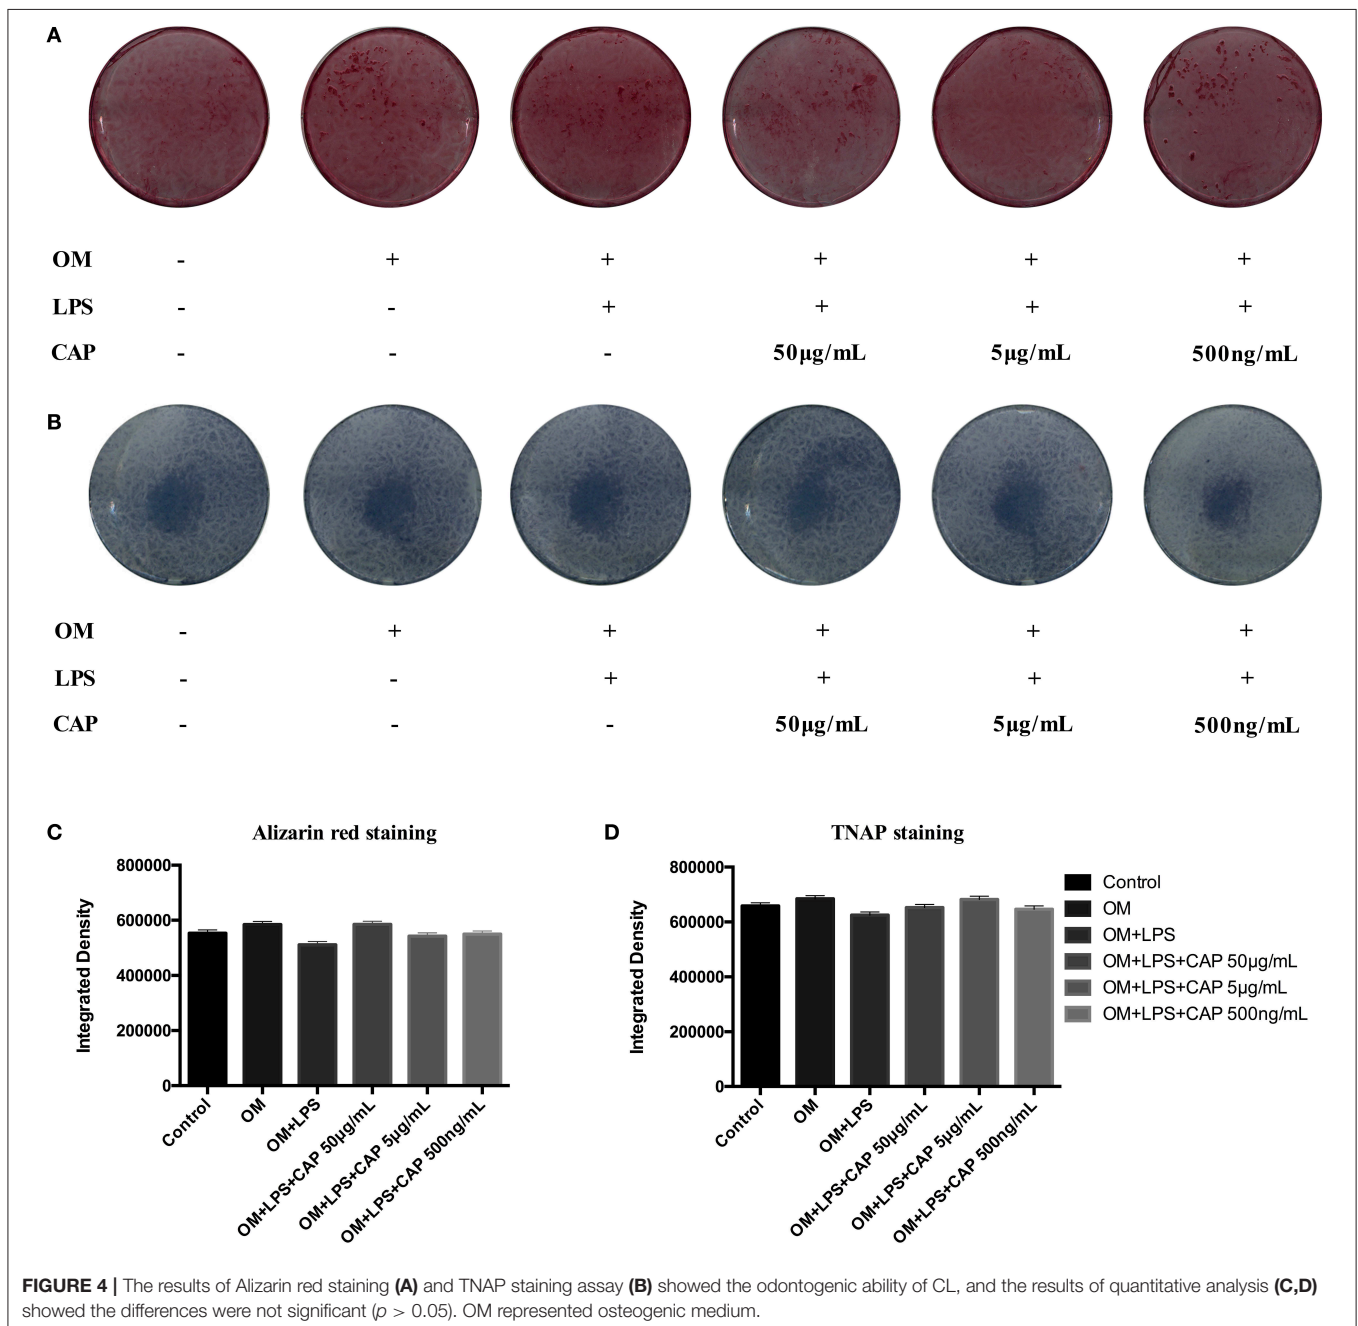 A
OM - + + + + +
LPS - - + + + +
CAP - - - 50μg/mL 5μg/mL 500ng/mL
B
OM - + + + + +
LPS - - + + + +
CAP - - - 50μg/mL 5μg/mL 500ng/mL
C Alizarin red staining
800000
600000
400000
200000
0
Integrated Density
Control
OM
OM+LPS
OM+LPS+CAP 50μg/mL
OM+LPS+CAP 5μg/mL
OM+LPS+CAP 500ng/mL
D TNAP staining
800000
600000
400000
200000
0
Integrated Density
Control
OM
OM+LPS
OM+LPS+CAP 50μg/mL
OM+LPS+CAP 5μg/mL
OM+LPS+CAP 500ng/mL
Control
OM
OM+LPS
OM+LPS+CAP 50μg/mL
OM+LPS+CAP 5μg/mL
OM+LPS+CAP 500ng/mL
FIGURE 4 | The results of Alizarin red staining (A) and TNAP staining assay (B) showed the odontogenic ability of CL, and the results of quantitative analysis (C,D)
showed the differences were not significant (p > 0.05). OM represented osteogenic medium.